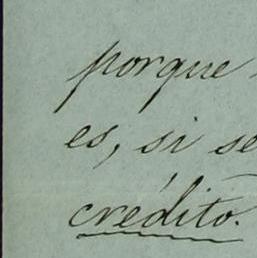 porque
es, si se
crédito.